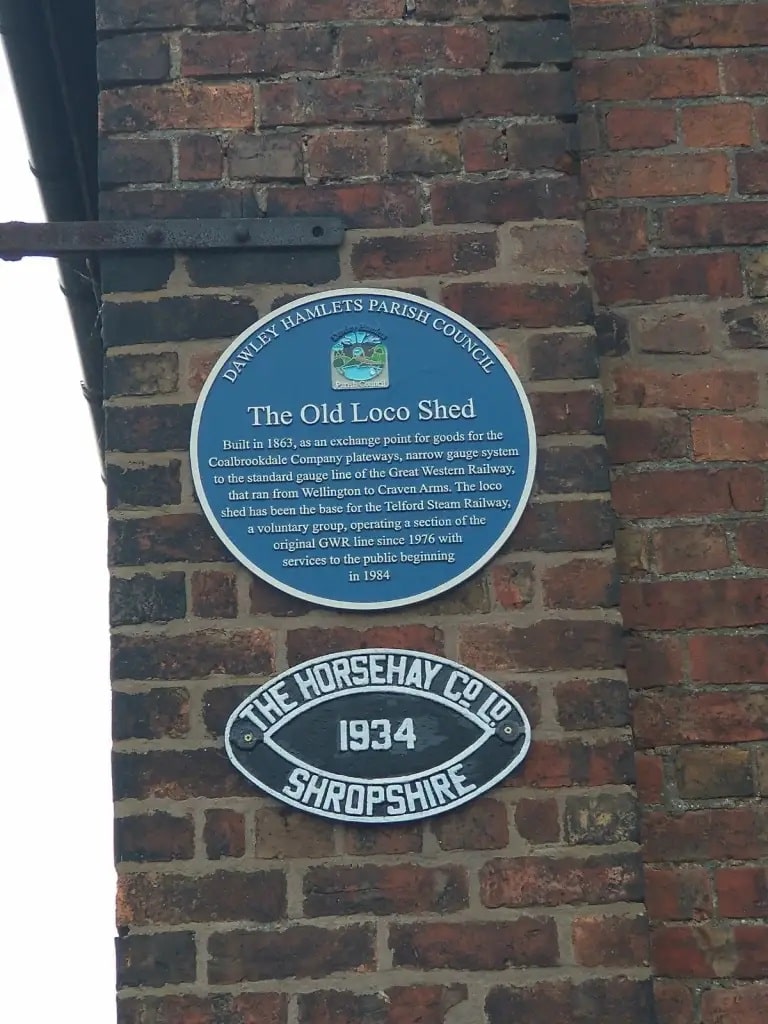 DAWLEY HAMLETS PARISH COUNCIL
Parish Council
The Old Loco Shed
Built in 1863, as an exchange point for goods for the
Coalbrookdale Company plateways, narrow gauge system
to the standard gauge line of the Great Western Railway,
that ran from Wellington to Craven Arms. The loco
shed has been the base for the Telford Steam Railway,
a voluntary group, operating a section of the
original GWR line since 1976 with
services to the public beginning
in 1984
THE HORSEHAY Co LD
1934
SHROPSHIRE